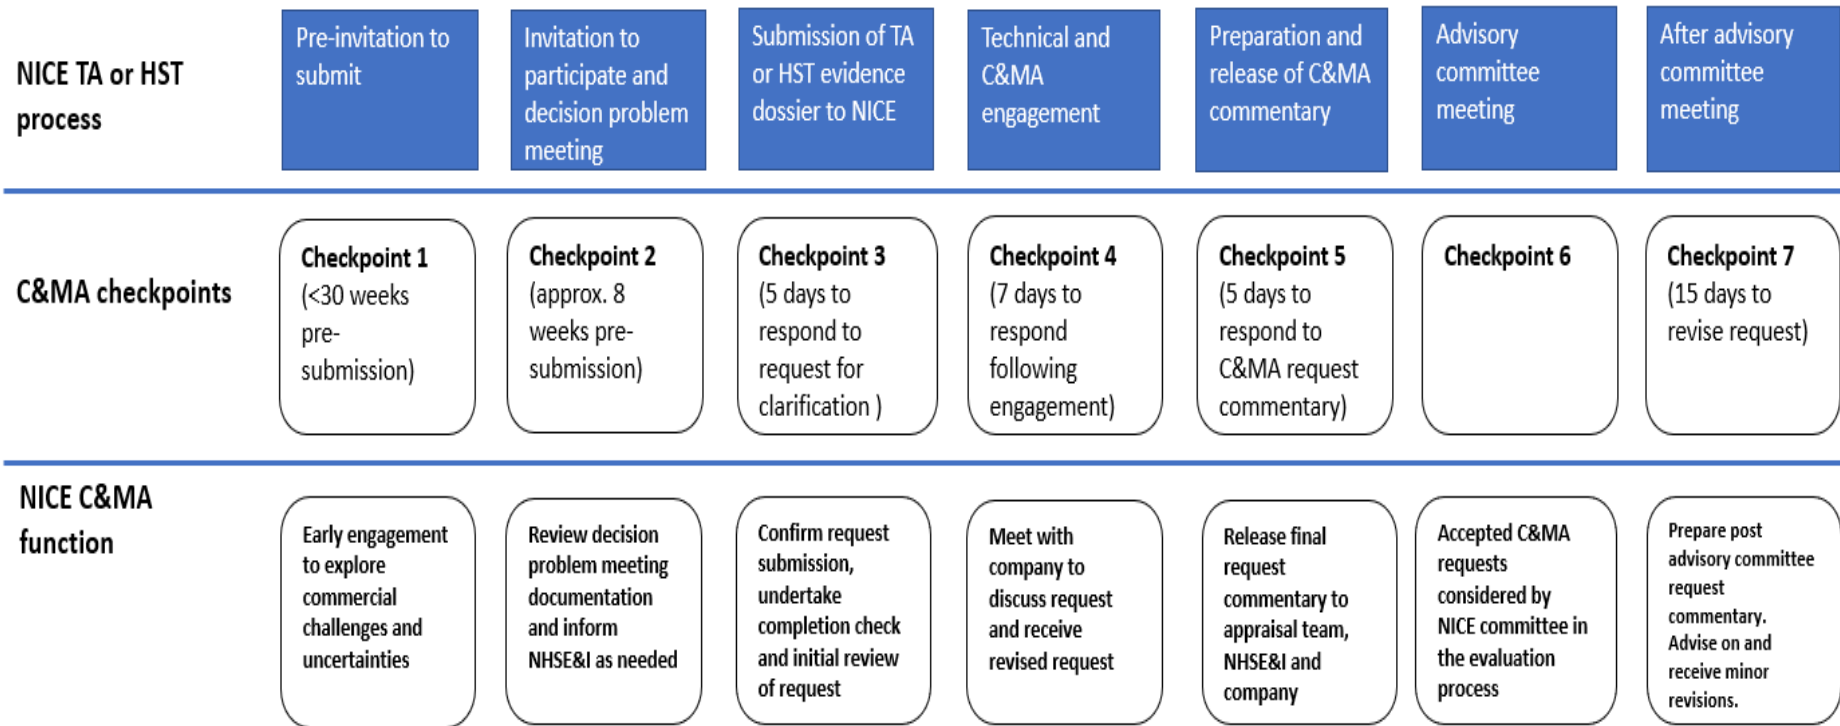 NICE TA or HST
process
Pre-invitation to
submit
Invitation to
participate and
decision problem
meeting
Submission of TA
or HST evidence
dossier to NICE
Technical and
C&MA
engagement
Preparation and
release of C&MA
commentary
Advisory
committee
meeting
After advisory
committee
meeting
C&MA checkpoints
Checkpoint 1
(<30 weeks
pre-
submission)
Checkpoint 2
(approx. 8
weeks pre-
submission)
Checkpoint 3
(5 days to
respond to
request for
clarification )
Checkpoint 4
(7 days to
respond
following
engagement)
Checkpoint 5
(5 days to
respond to
C&MA request
commentary)
Checkpoint 6
Checkpoint 7
(15 days to
revise request)
NICE C&MA
function
Early engagement
to explore
commercial
challenges and
uncertainties
Review decision
problem meeting
documentation
and inform
NHSE&I as needed
Confirm request
submission,
undertake
completion check
and initial review
of request
Meet with
company to
discuss request
and receive
revised request
Release final
request
commentary to
appraisal team,
NHSE&I and
company
Accepted C&MA
requests
considered by
NICE committee in
the evaluation
process
Prepare post
advisory committee
request
commentary.
Advise on and
receive minor
revisions.